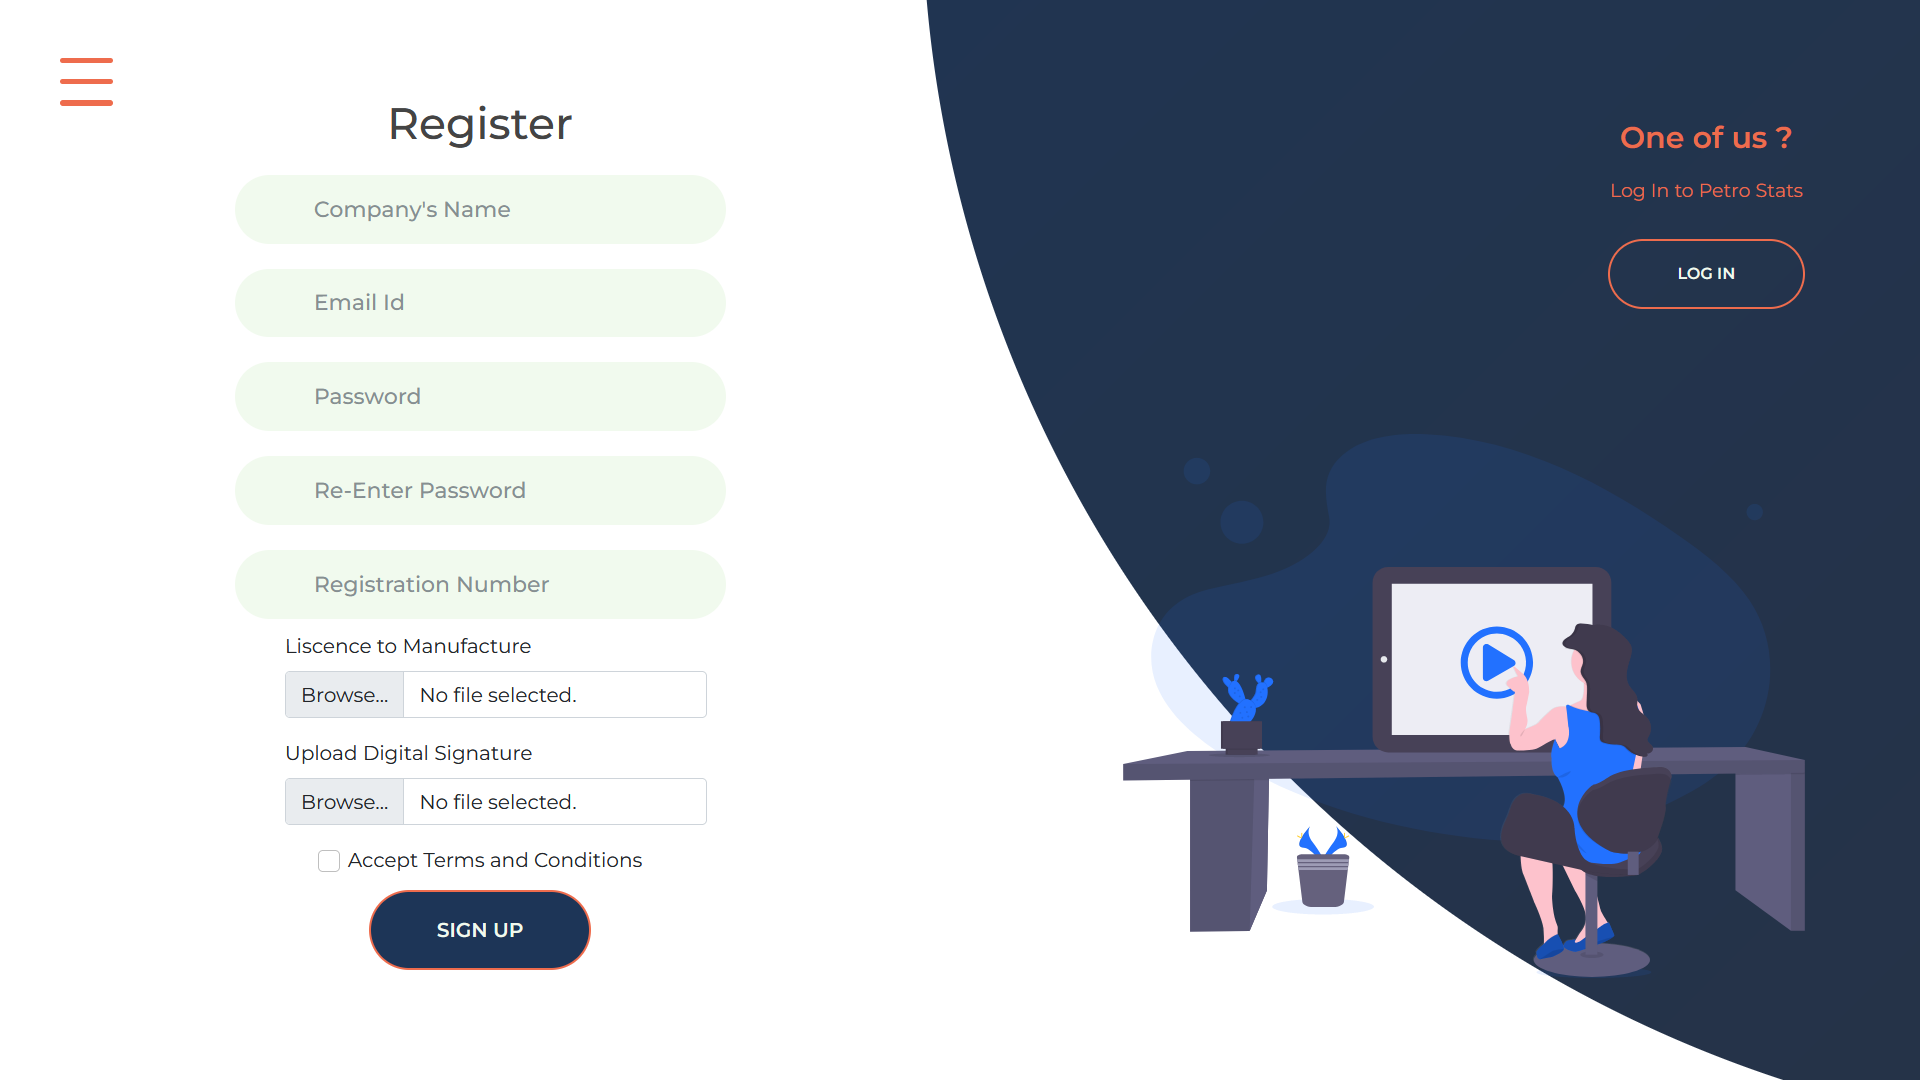 Register
Company's Name
Email Id
Password
Re-Enter Password
Registration Number
Liscence to Manufacture
Browse... No file selected.
Upload Digital Signature
Browse... No file selected.
Accept Terms and Conditions
SIGN UP
One of us ?
Log In to Petro Stats
LOG IN